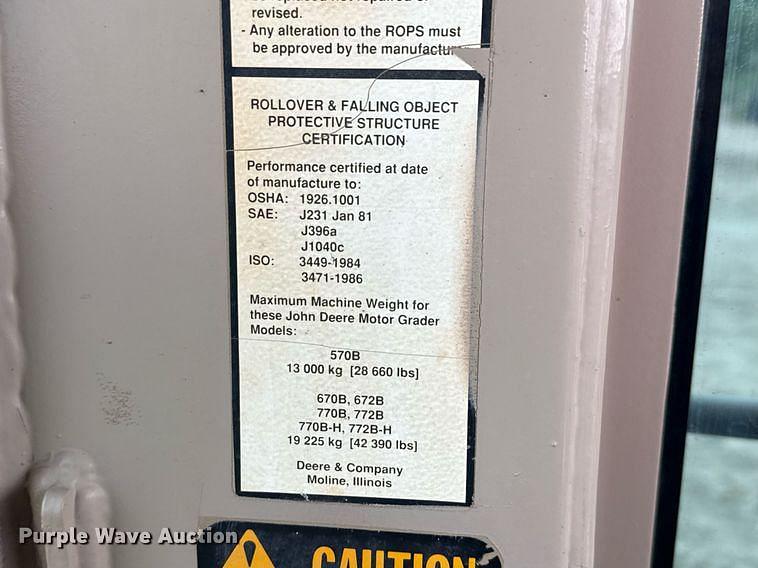 revised.
- Any alteration to the ROPS must
be approved by the
ROLLOVER & FALLING OBJECT
PROTECTIVE STRUCTURE
CERTIFICATION
Performance certified at date
of manufacture to:
OSHA: 1926.1001
SAE: J231 Jan 81
J396a
J1040c
ISO: 3449-1984
3471-1986
Maximum Machine Weight for
these John Deere Motor Grader
Models:
570B
13 000 kg [28 660 lbs]
670B, 672B
770B, 772B
770B-H, 772B-H
19 225 kg [42 390 lbs]
Deere & Company
Moline, Illinois
Purple Wave Auction
CAUTION